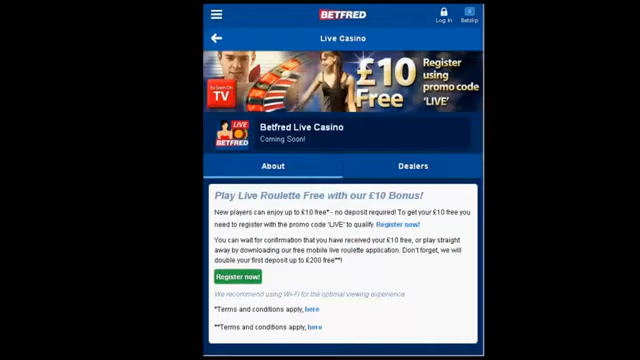 BETFRED
Log In
Betslip
Live Casino
As Seen On
TV
£10
Free
Register
using
promo code
'LIVE'
LIVE
BETFRED
Betfred Live Casino
Coming Soon!
About
Dealers
Play Live Roulette Free with our £10 Bonus!
New players can enjoy up to £10 free* - no deposit required! To get your £10 free you
need to register with the promo code 'LIVE' to qualify. Register now!
You can wait for confirmation that you have received your £10 free, or play straight
away by downloading our free mobile live roulette application. Don't forget, we will
double your first deposit up to £200 free**!
Register now!
We recommend using Wi-Fi for the optimal viewing experience.
*Terms and conditions apply, here
**Terms and conditions apply, here